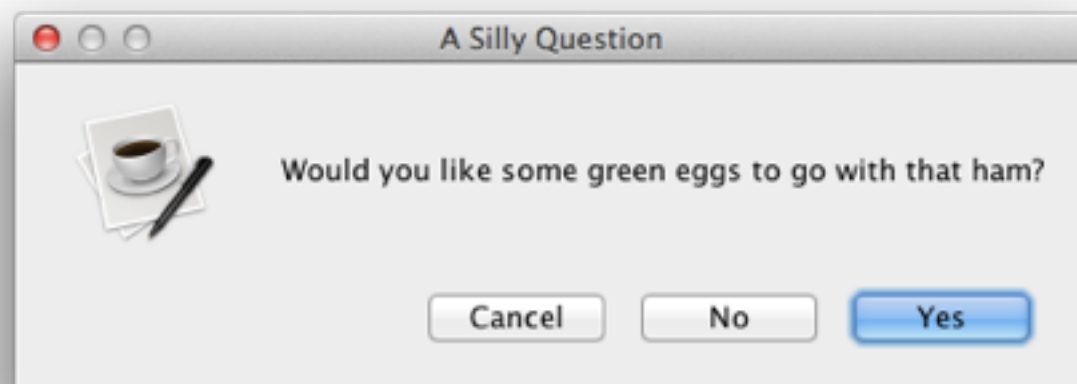 A Silly Question
Would you like some green eggs to go with that ham?
Cancel No Yes